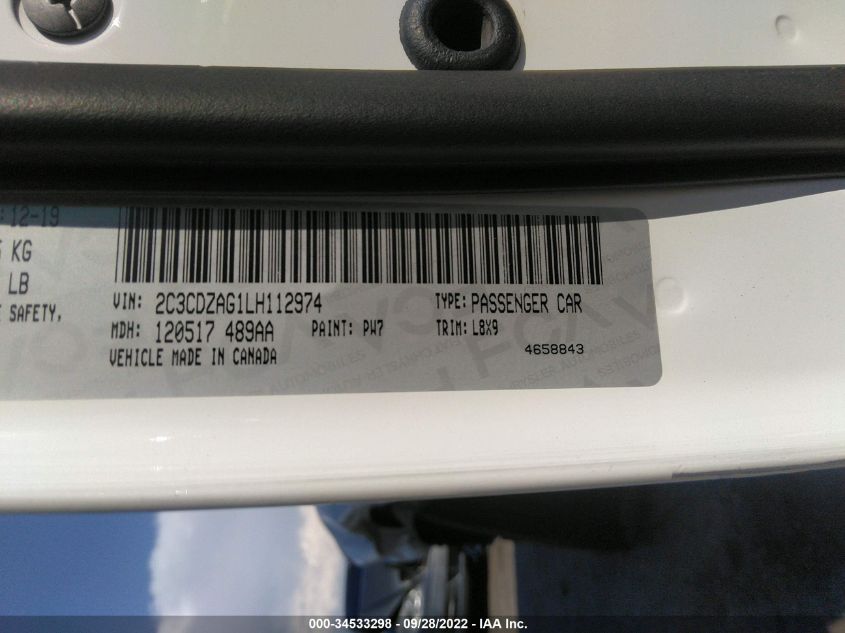 : 12-19
KG
LB
SAFETY,
VIN: 2C3CDZAG1LH112974 TYPE: PASSENGER CAR
MDH: 120517 489AA PAINT: PW7 TRIM: L8X9
VEHICLE MADE IN CANADA 4658843
000-34533298 - 09/28/2022 - IAA Inc.